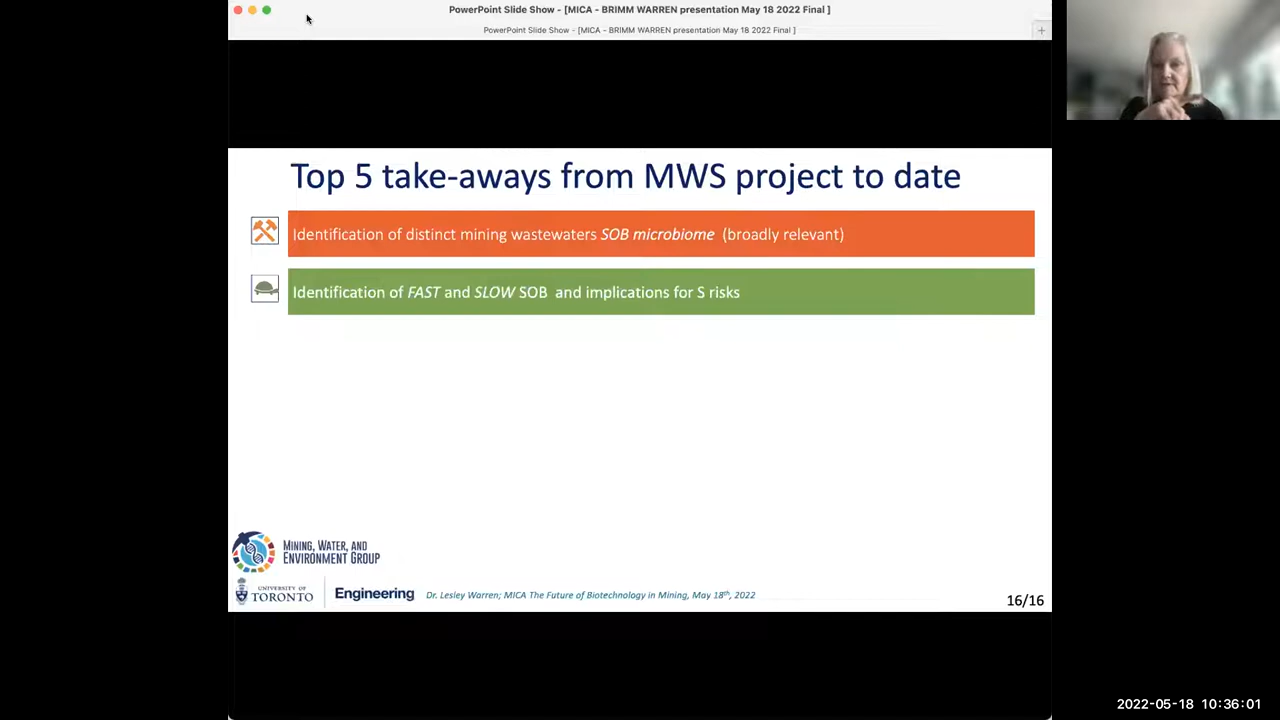 PowerPoint Slide Show - [MICA - BRIMM WARREN presentation May 18 2022 Final ]
PowerPoint Slide Show - [MICA - BRIMM WARREN presentation May 18 2022 Final ]
Top 5 take-aways from MWS project to date
Identification of distinct mining wastewaters SOB microbiome (broadly relevant)
Identification of FAST and SLOW SOB and implications for S risks
MINING, WATER, AND
ENVIRONMENT GROUP
UNIVERSITY OF
TORONTO
Engineering
Dr. Lesley Warren; MICA The Future of Biotechnology in Mining, May 18th, 2022
16/16
2022-05-18 10:36:01